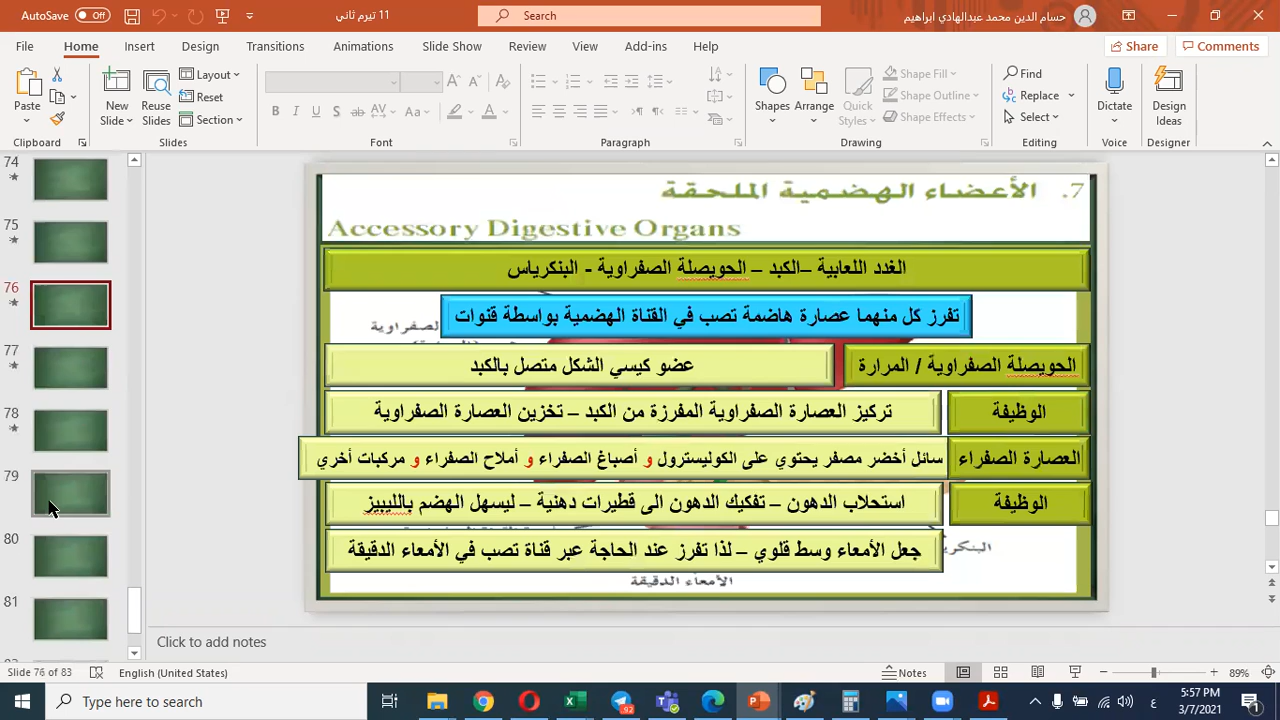 AutoSave Off
11 تيرم ثاني
Search
حسام الدين محمد عبدالهادي ابراهيم
File Home Insert Design Transitions Animations Slide Show Review View Add-ins Help Share Comments
Paste New Slide Reuse Slides Layout Reset Section
Shapes Arrange Quick Styles Shape Fill Shape Outline Shape Effects Find Replace Select Dictate Design Ideas
Clipboard Slides Font Paragraph Drawing Editing Voice Designer
74
75
76
77
78
79
80
81
7. الأعضاء الهضمية الملحقة
Accessory Digestive Organs
الغدد اللعابية –الكبد – الحويصلة الصفراوية - البنكرياس
تفرز كل منهما عصارة هاضمة تصب في القناة الهضمية بواسطة قنوات
الحويصلة الصفراوية / المرارة
عضو كيسي الشكل متصل بالكبد
الوظيفة
تركيز العصارة الصفراوية المفرزة من الكبد – تخزين العصارة الصفراوية
العصارة الصفراء
سائل أخضر مصفر يحتوي على الكوليسترول و أصباغ الصفراء و أملاح الصفراء و مركبات أخري
الوظيفة
استحلاب الدهون – تفكيك الدهون الى قطيرات دهنية – ليسهل الهضم بالليبيز
جعل الأمعاء وسط قلوي – لذا تفرز عند الحاجة عبر قناة تصب في الأمعاء الدقيقة
الأمعاء الدقيقة
Click to add notes
Slide 76 of 83 English (United States) Notes 89%
Type here to search
92
5:57 PM
3/7/2021